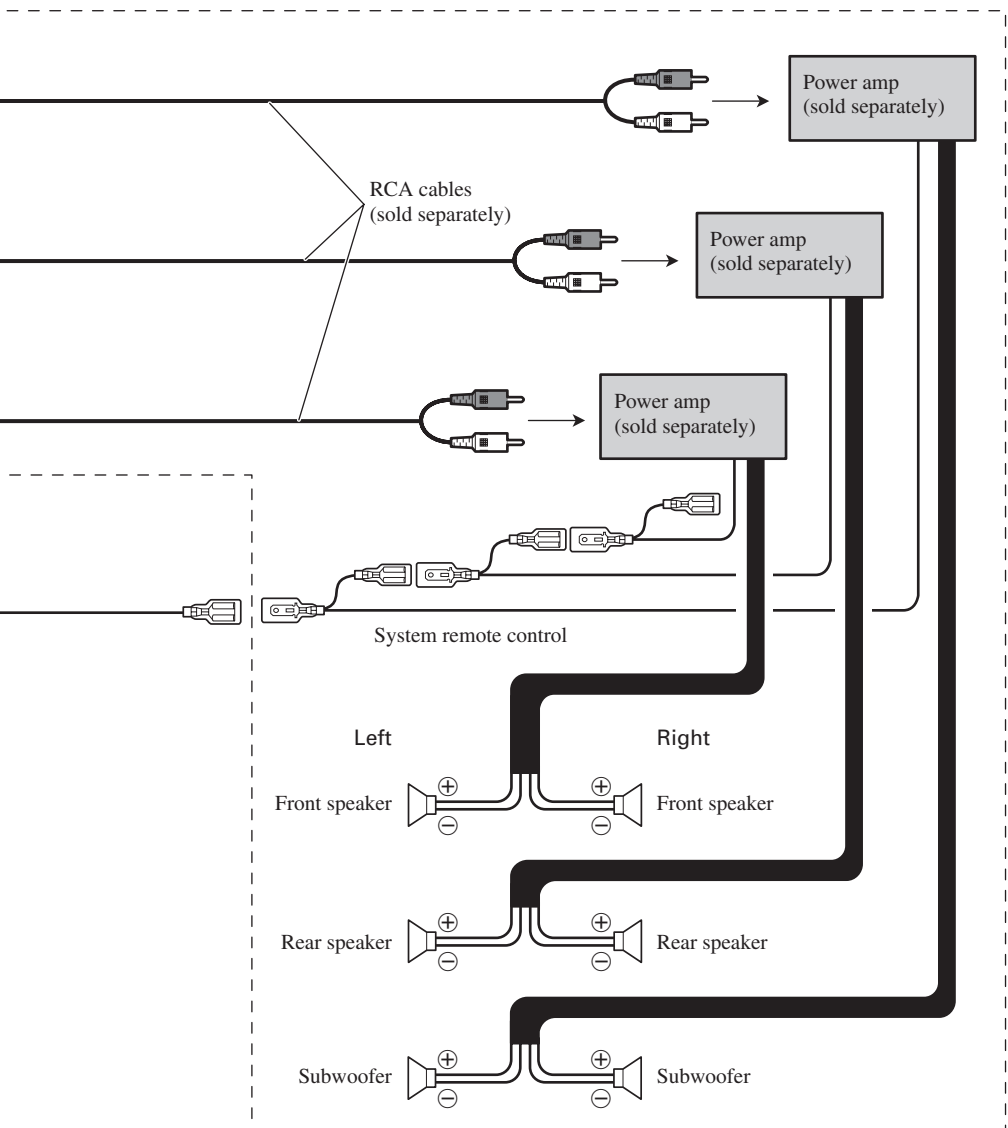 Power amp
(sold separately)
RCA cables
(sold separately)
Power amp
(sold separately)
Power amp
(sold separately)
System remote control
Left
Right
⊕
⊕
Front speaker
Front speaker
⊖
⊖
⊕
⊕
Rear speaker
Rear speaker
⊖
⊖
⊕
⊕
Subwoofer
Subwoofer
⊖
⊖